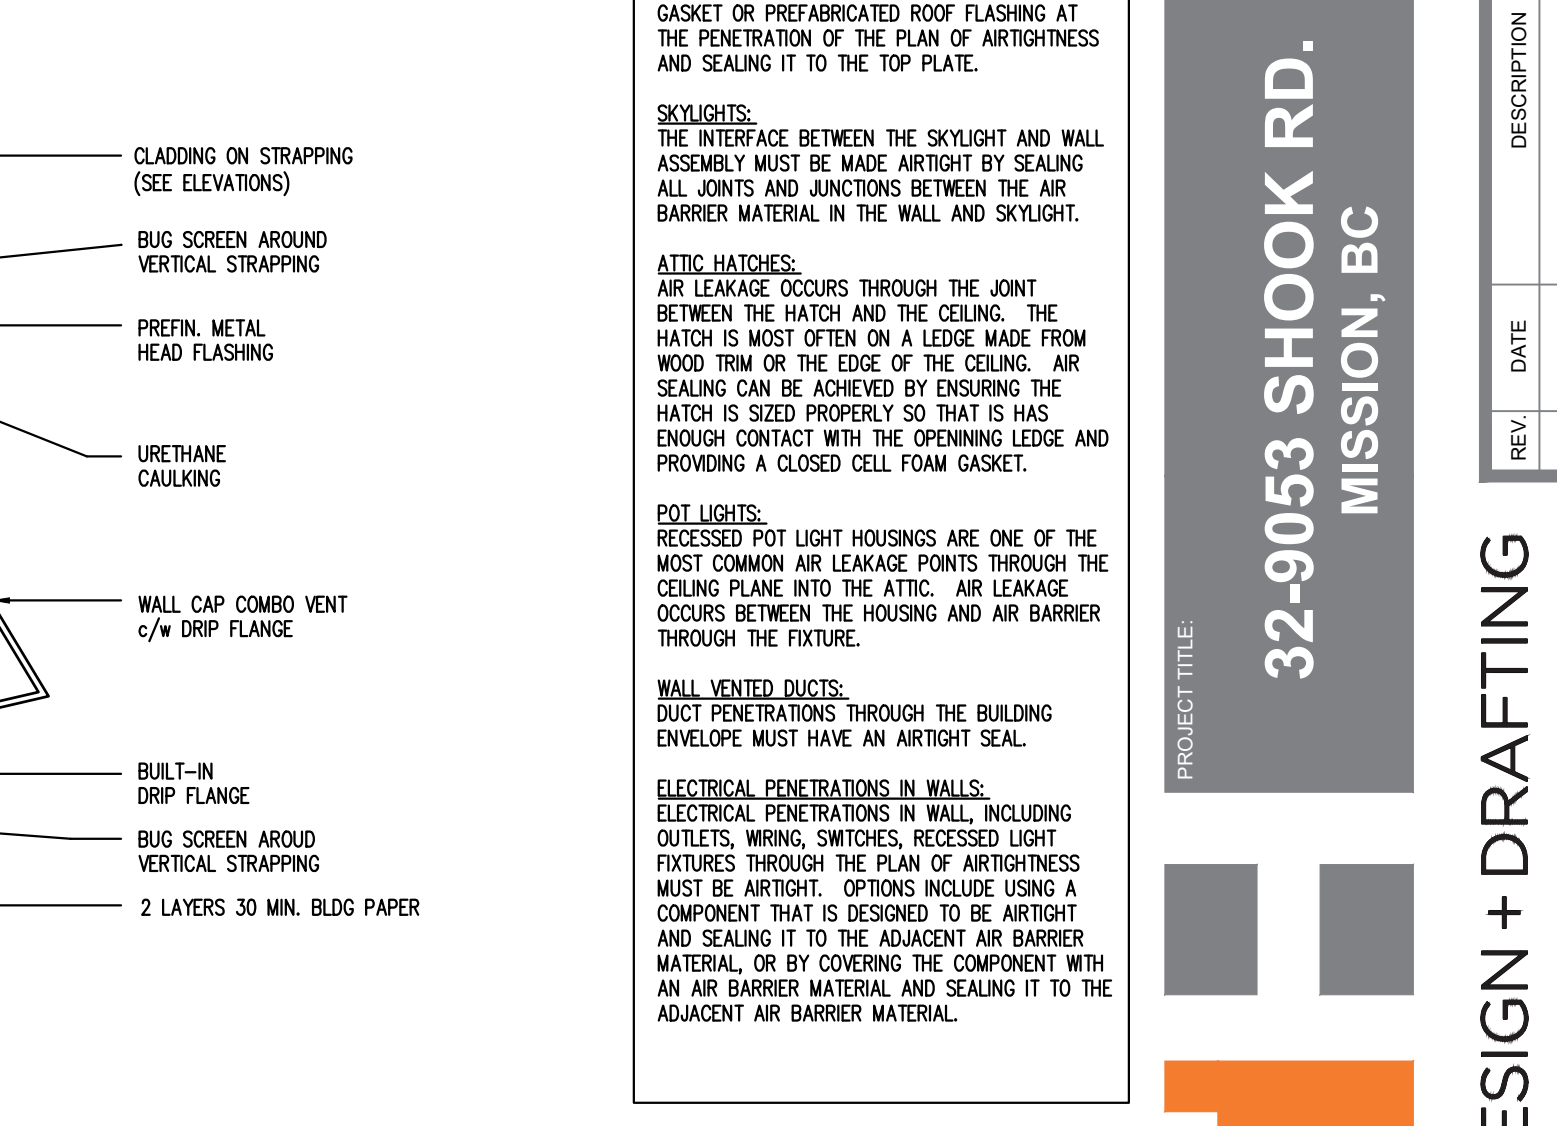 CLADDING ON STRAPPING
(SEE ELEVATIONS)
BUG SCREEN AROUND
VERTICAL STRAPPING
PREFIN. METAL
HEAD FLASHING
URETHANE
CAULKING
WALL CAP COMBO VENT
c/w DRIP FLANGE
BUILT-IN
DRIP FLANGE
BUG SCREEN AROUD
VERTICAL STRAPPING
2 LAYERS 30 MIN. BLDG PAPER
GASKET OR PREFABRICATED ROOF FLASHING AT
THE PENETRATION OF THE PLAN OF AIRTIGHTNESS
AND SEALING IT TO THE TOP PLATE.
SKYLIGHTS:
THE INTERFACE BETWEEN THE SKYLIGHT AND WALL
ASSEMBLY MUST BE MADE AIRTIGHT BY SEALING
ALL JOINTS AND JUNCTIONS BETWEEN THE AIR
BARRIER MATERIAL IN THE WALL AND SKYLIGHT.
ATTIC HATCHES:
AIR LEAKAGE OCCURS THROUGH THE JOINT
BETWEEN THE HATCH AND THE CEILING. THE
HATCH IS MOST OFTEN ON A LEDGE MADE FROM
WOOD TRIM OR THE EDGE OF THE CEILING. AIR
SEALING CAN BE ACHIEVED BY ENSURING THE
HATCH IS SIZED PROPERLY SO THAT IS HAS
ENOUGH CONTACT WITH THE OPENINING LEDGE AND
PROVIDING A CLOSED CELL FOAM GASKET.
POT LIGHTS:
RECESSED POT LIGHT HOUSINGS ARE ONE OF THE
MOST COMMON AIR LEAKAGE POINTS THROUGH THE
CEILING PLANE INTO THE ATTIC. AIR LEAKAGE
OCCURS BETWEEN THE HOUSING AND AIR BARRIER
THROUGH THE FIXTURE.
WALL VENTED DUCTS:
DUCT PENETRATIONS THROUGH THE BUILDING
ENVELOPE MUST HAVE AN AIRTIGHT SEAL.
ELECTRICAL PENETRATIONS IN WALLS:
ELECTRICAL PENETRATIONS IN WALL, INCLUDING
OUTLETS, WIRING, SWITCHES, RECESSED LIGHT
FIXTURES THROUGH THE PLAN OF AIRTIGHTNESS
MUST BE AIRTIGHT. OPTIONS INCLUDE USING A
COMPONENT THAT IS DESIGNED TO BE AIRTIGHT
AND SEALING IT TO THE ADJACENT AIR BARRIER
MATERIAL, OR BY COVERING THE COMPONENT WITH
AN AIR BARRIER MATERIAL AND SEALING IT TO THE
ADJACENT AIR BARRIER MATERIAL.
PROJECT TITLE:
32-9053 SHOOK RD.
MISSION, BC
REV. DATE DESCRIPTION
ESIGN + DRAFTING